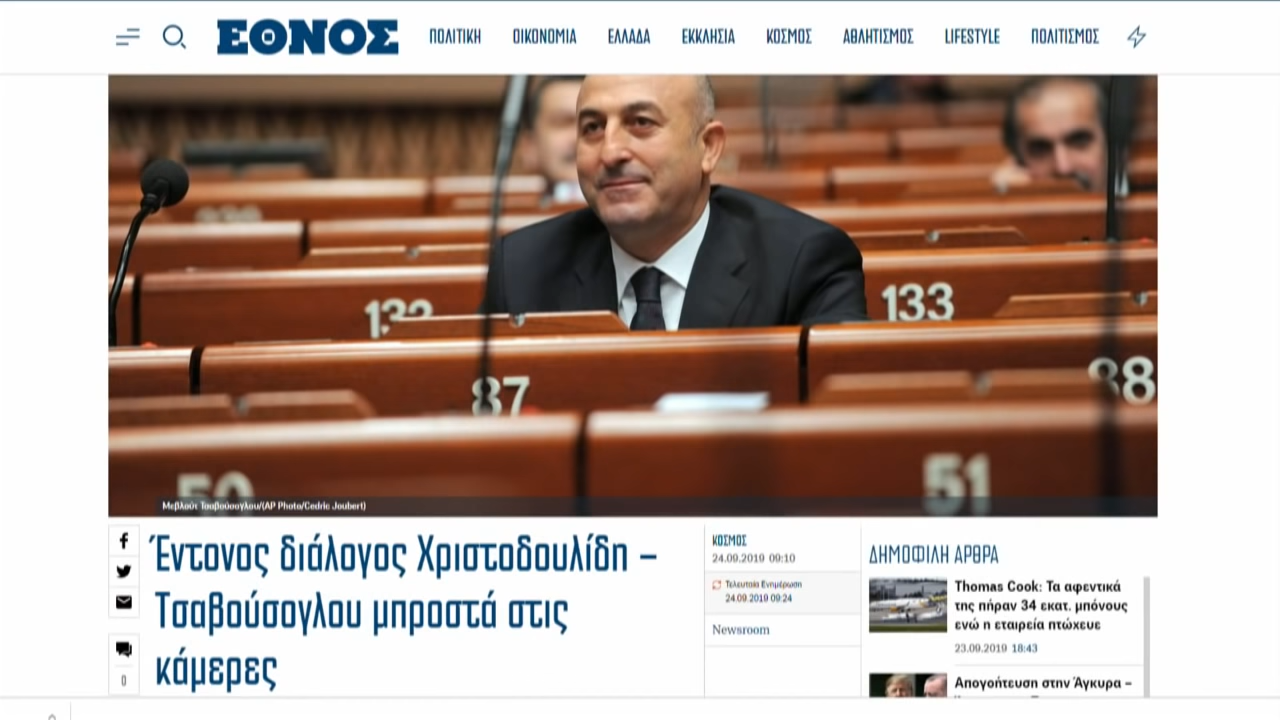 ΕΘΝΟΣ
ΠΟΛΙΤΙΚΗ ΟΙΚΟΝΟΜΙΑ ΕΛΛΑΔΑ ΕΚΚΛΗΣΙΑ ΚΟΣΜΟΣ ΑΘΛΗΤΙΣΜΟΣ LIFESTYLE ΠΟΛΙΤΙΣΜΟΣ
132
133
87
88
50
51
Μεβλούτ Τσαβούσογλου/(AP Photo/Cedric Joubert)
Έντονος διάλογος Χριστοδουλίδη –
Τσαβούσογλου μπροστά στις
κάμερες
0
ΚΟΣΜΟΣ
24.09.2019 09:10
Τελευταία Ενημέρωση
24.09.2019 09:24
Newsroom
ΔΗΜΟΦΙΛΗ ΑΡΘΡΑ
Thomas Cook: Τα αφεντικά
της πήραν 34 εκατ. μπόνους
ενώ η εταιρεία πτώχευε
23.09.2019 18:43
Απογοήτευση στην Άγκυρα –